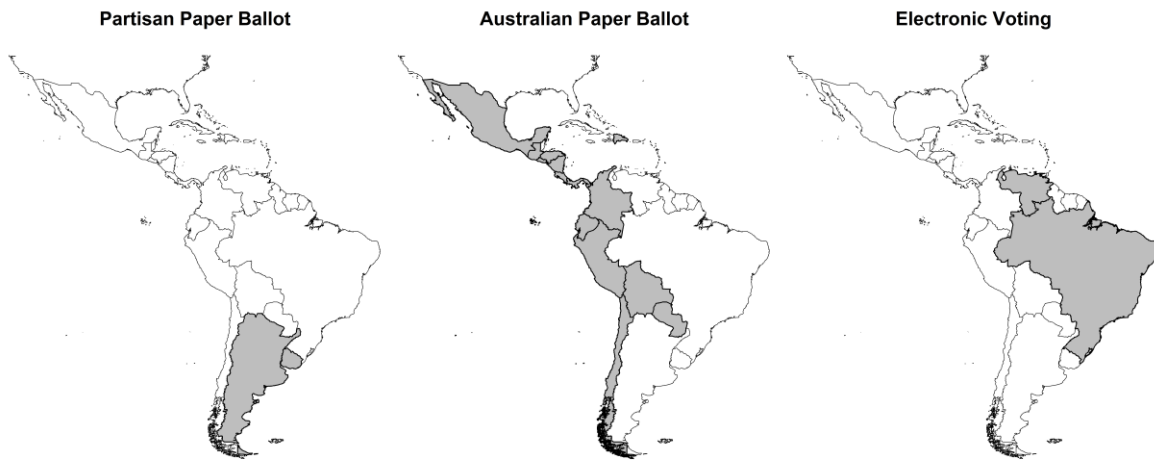 Partisan Paper Ballot
Australian Paper Ballot
Electronic Voting